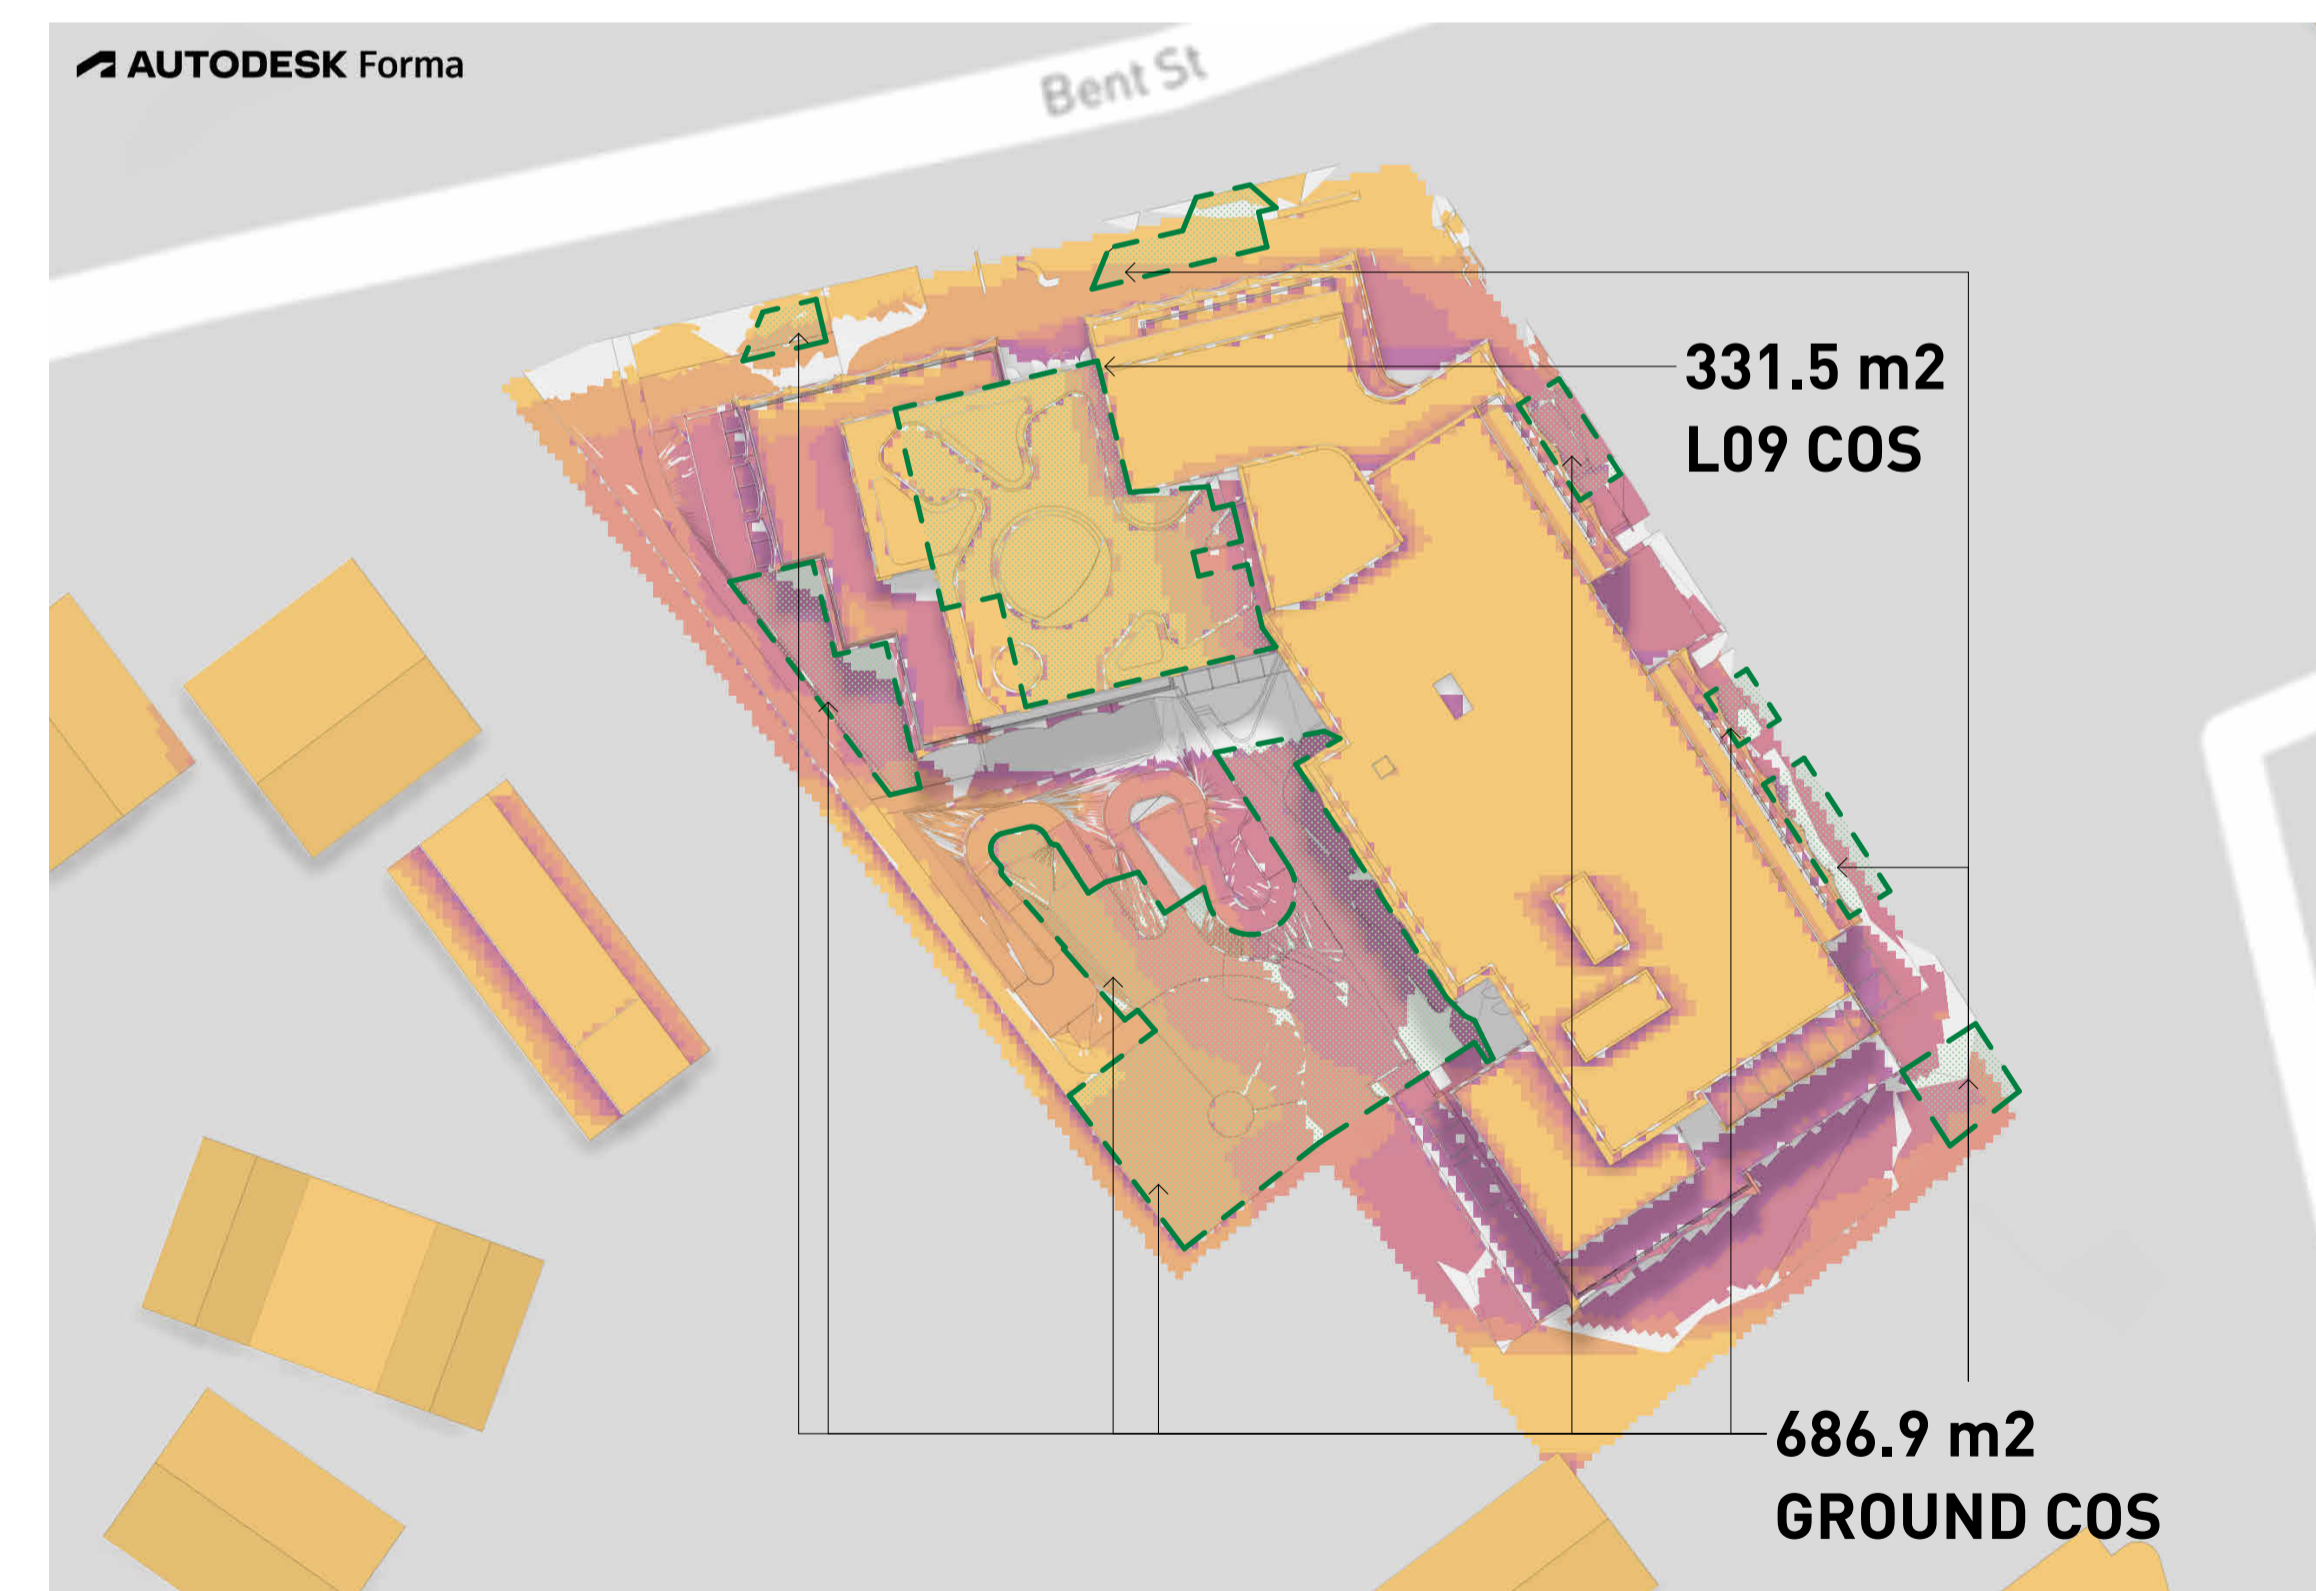 AUTODESK Forma
Bent St
331.5 m2
L09 COS
686.9 m2
GROUND COS